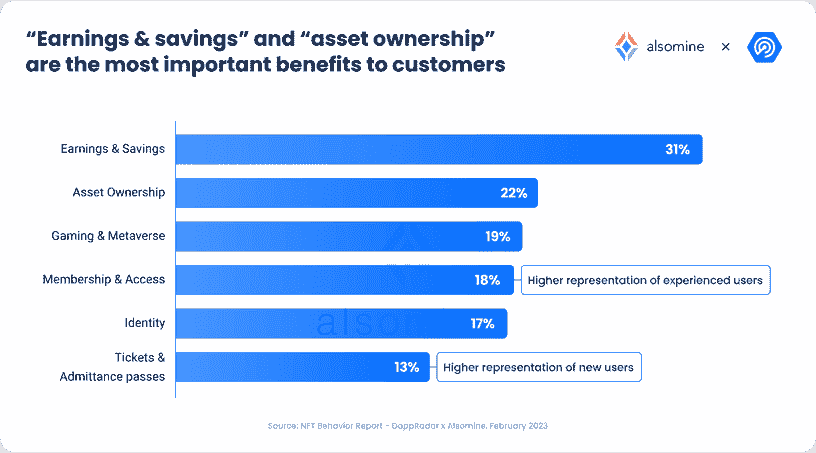 “Earnings & savings” and “asset ownership”
are the most important benefits to customers
alsomine ×
Earnings & Savings 31%
Asset Ownership 22%
Gaming & Metaverse 19%
Membership & Access 18% Higher representation of experienced users
Identity 17%
Tickets &
Admittance passes 13% Higher representation of new users
Source: NFT Behavior Report - DappRadar x Alsomine. February 2023